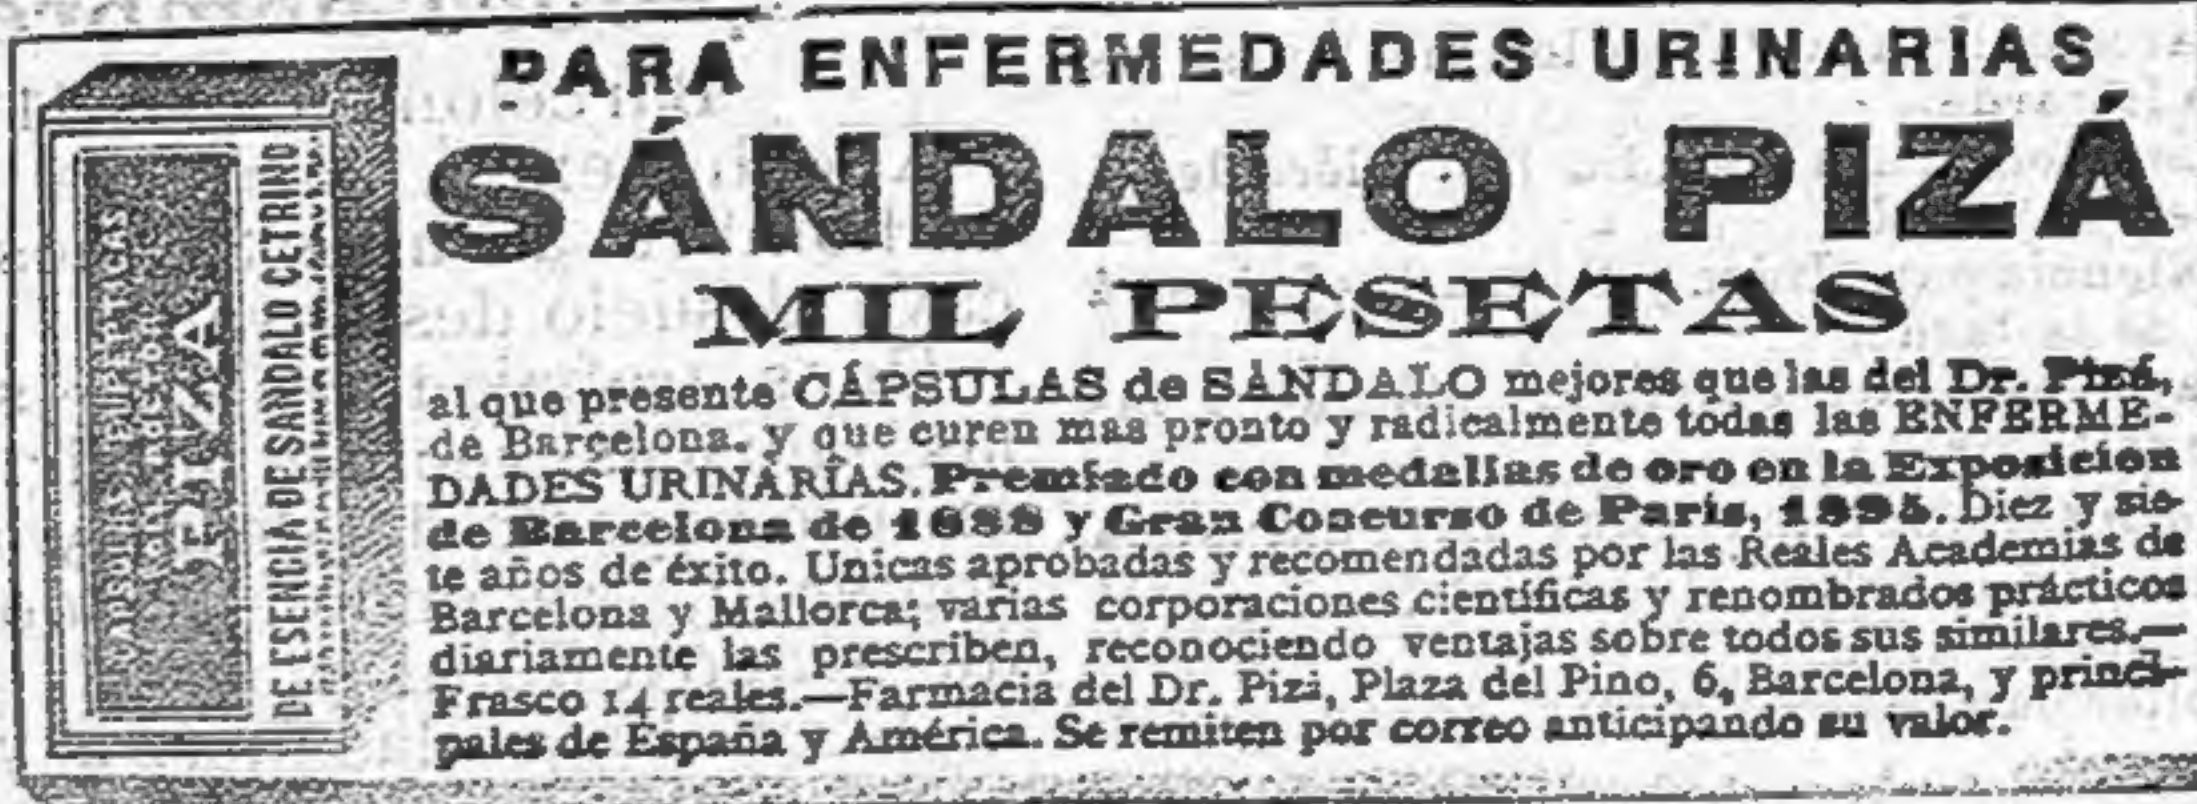 PARA ENFERMEDADES URINARIAS
SÁNDALO PIZÁ
MIL PESETAS
al que presente CÁPSULAS de SÁNDALO mejores que las del Dr. Pizá,
de Barcelona, y que curen mas pronto y radicalmente todas las ENFERME-
DADES URINARIAS. Premiado con medallas de oro en la Exposicion
de Barcelona de 1888 y Gran Concurso de Paris, 1895. Diez y sie-
te años de éxito. Unicas aprobadas y recomendadas por las Reales Academias de
Barcelona y Mallorca; varias corporaciones científicas y renombrados prácticos
diariamente las prescriben, reconociendo ventajas sobre todos sus similares.—
Frasco 14 reales.—Farmacia del Dr. Pizá, Plaza del Pino, 6, Barcelona, y princi-
pales de España y América. Se remiten por correo anticipando su valor.
CAPSULAS EUPEPTICAS
PIZA
DE ESENCIA DE SANDALO CETRINO